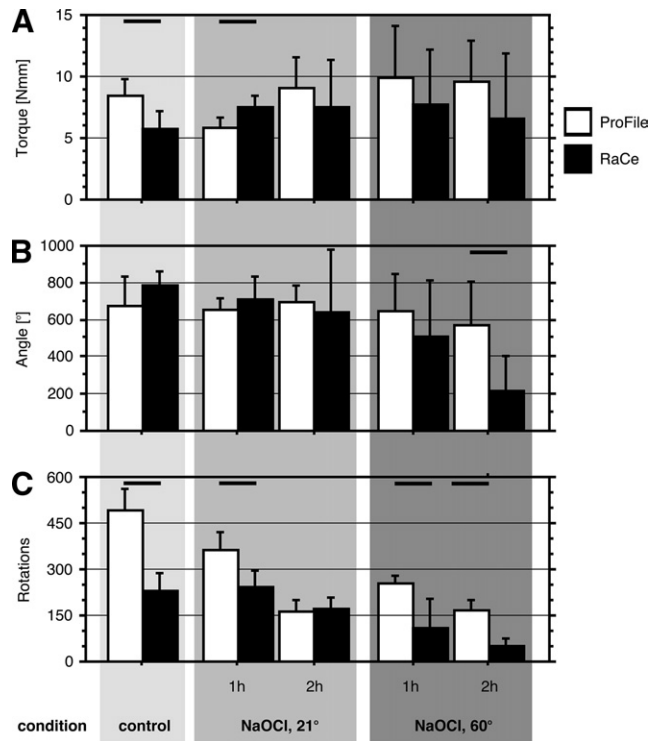 A
Torque [Nmm]
15
10
5
0
ProFile
RaCe
B
Angle [°]
1000
800
600
400
200
0
C
Rotations
600
450
300
150
0
1h 2h 1h 2h
condition control NaOCl, 21° NaOCl, 60°